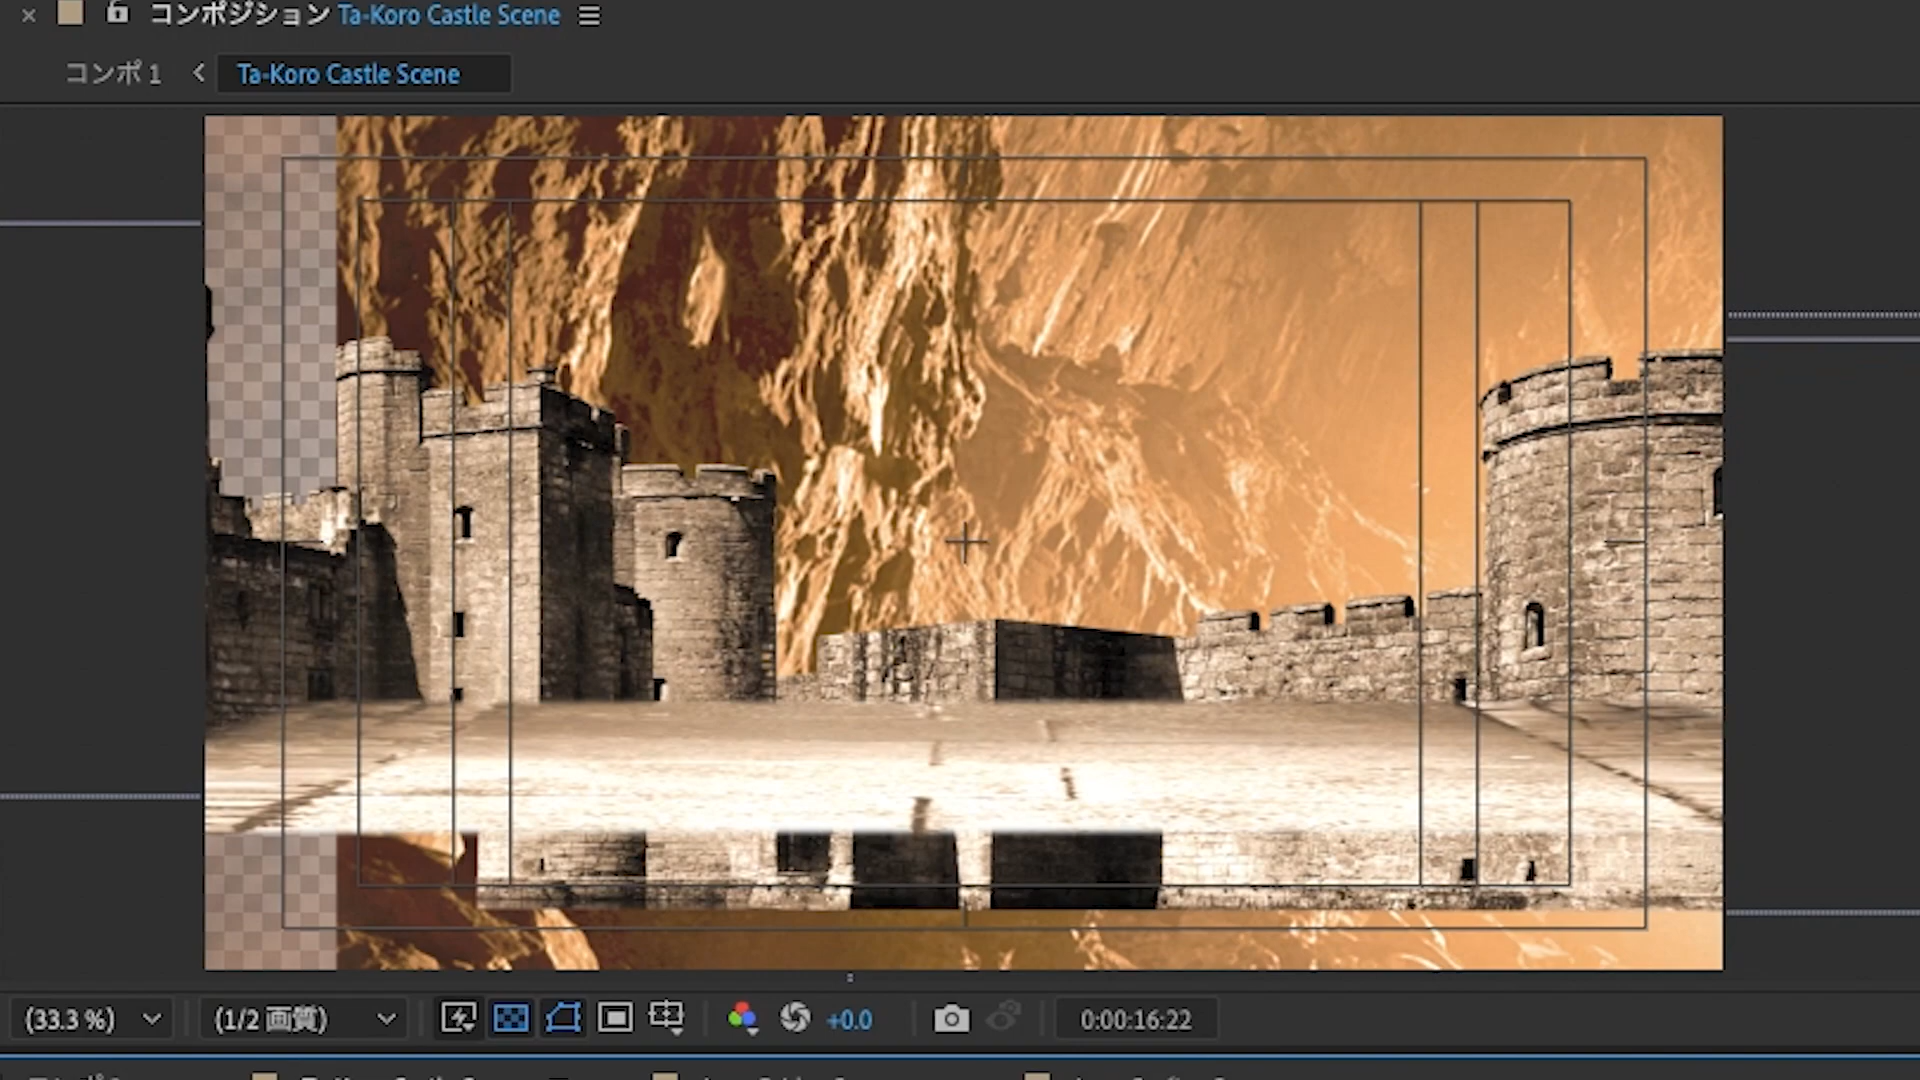 コンポジション Ta-Koro Castle Scene
コンポ 1 Ta-Koro Castle Scene
(33.3 %) (1/2 画質) +0.0 0:00:16:22